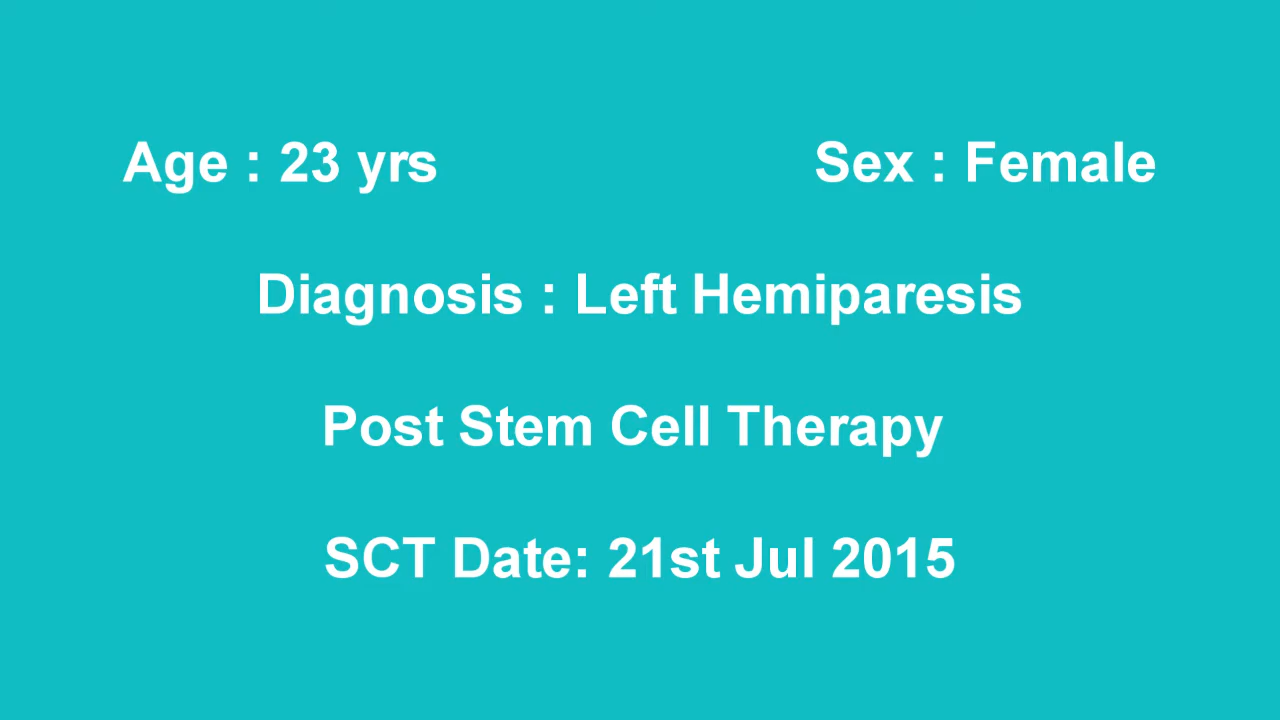 Age : 23 yrs Sex : Female
Diagnosis : Left Hemiparesis
Post Stem Cell Therapy
SCT Date: 21st Jul 2015